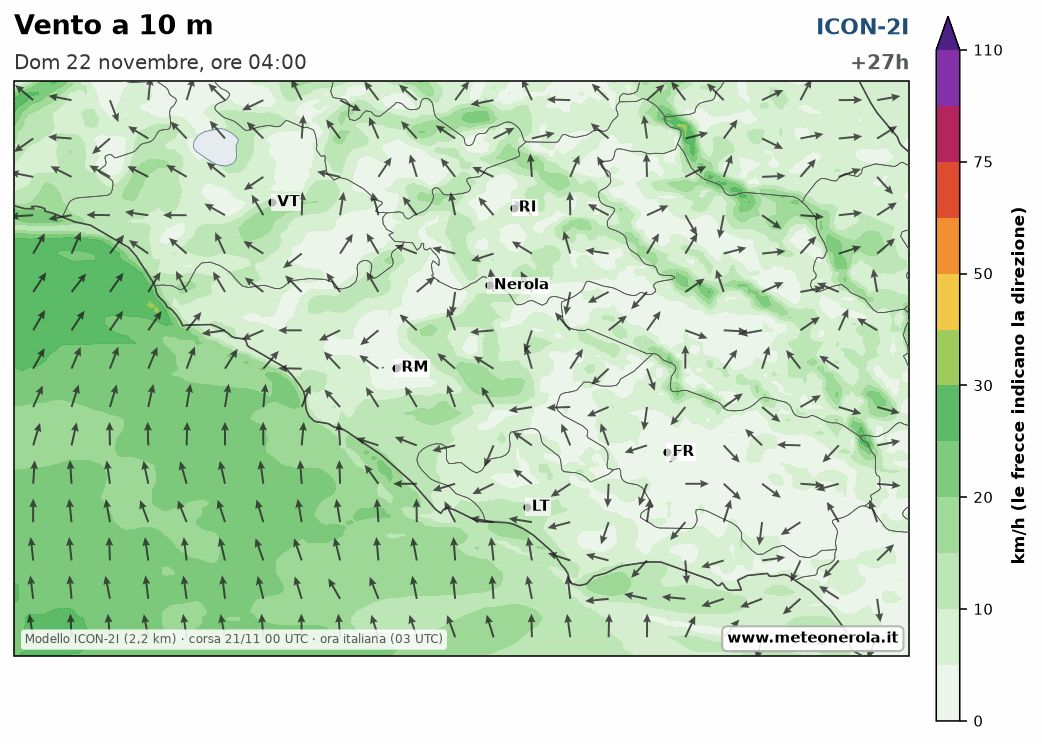 Vento a 10 m
ICON-2I
Dom 22 novembre, ore 04:00
+27h
110
75
50
30
20
10
0
km/h (le frecce indicano la direzione)
VT
RI
Nerola
RM
FR
LT
Modello ICON-2I (2,2 km) · corsa 21/11 00 UTC · ora italiana (03 UTC)
www.meteonerola.it